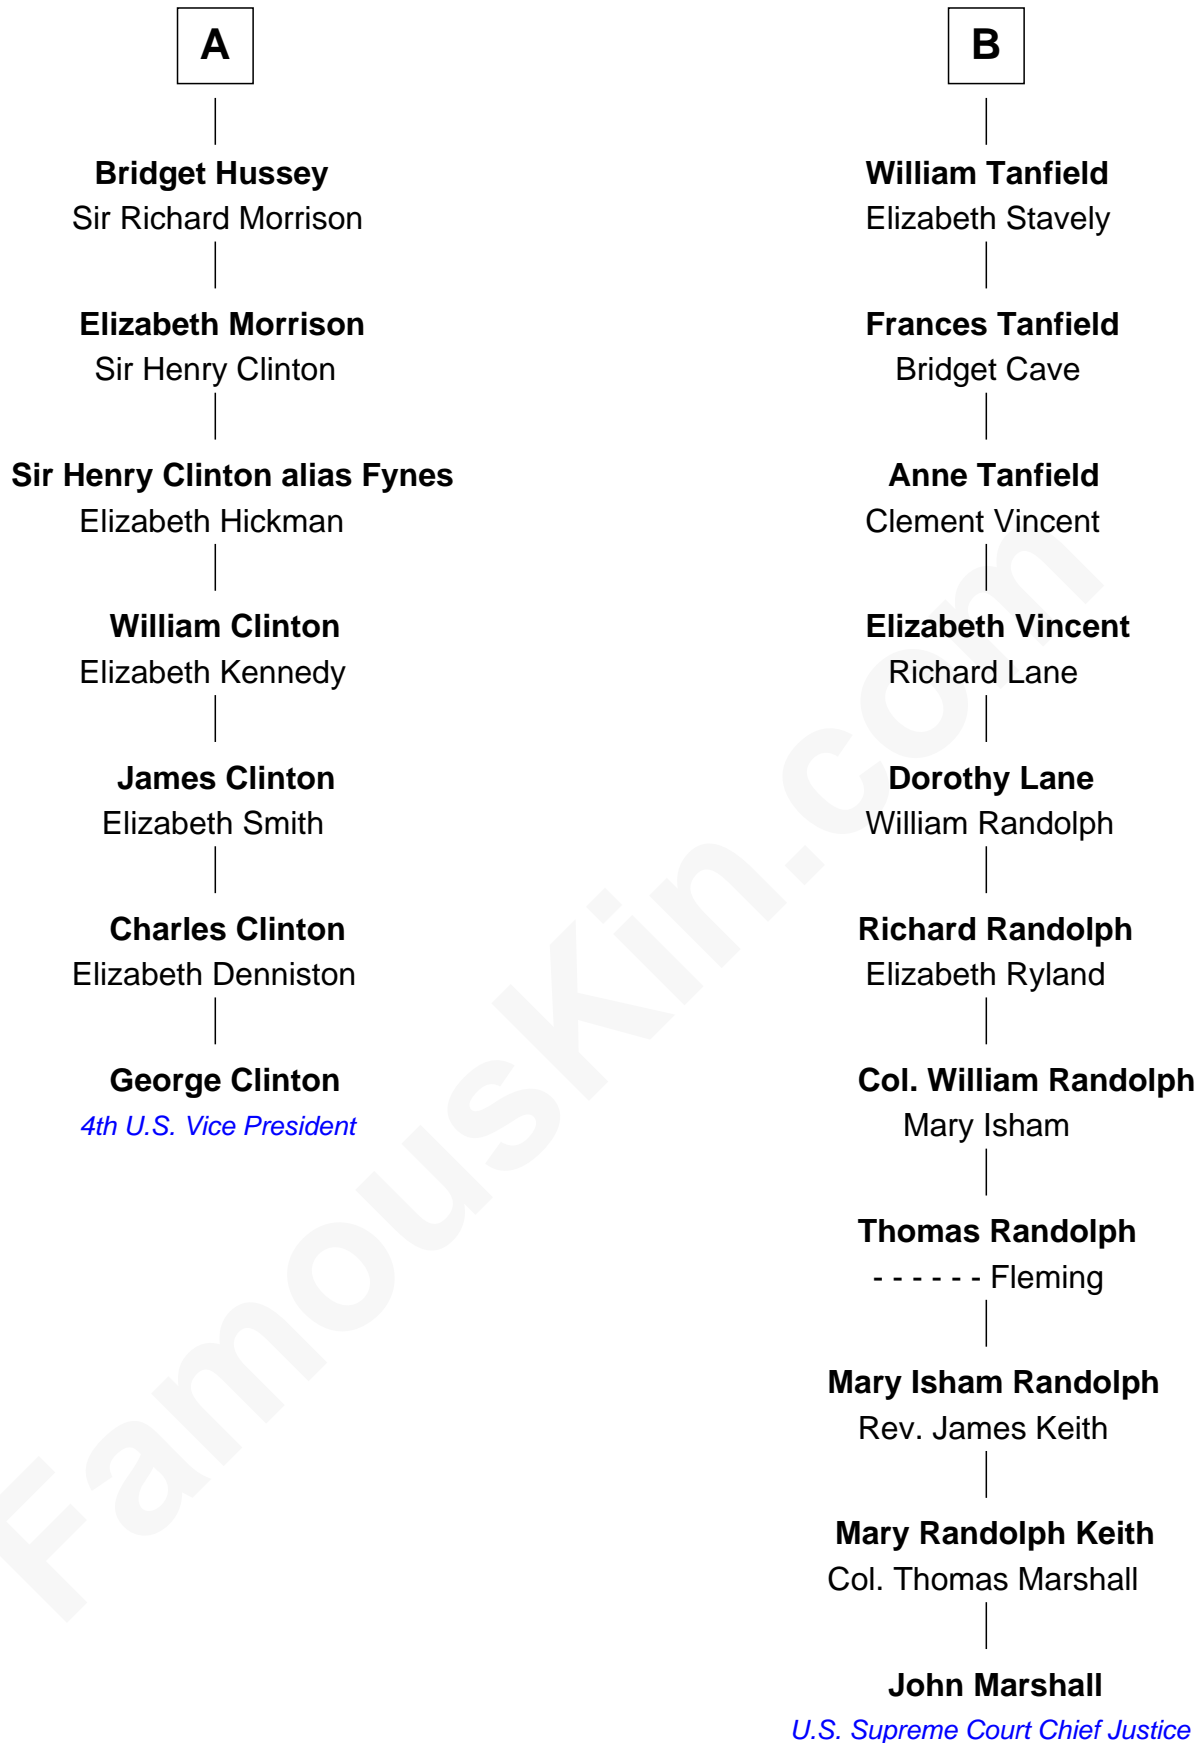 A
Bridget Hussey
Sir Richard Morrison
Elizabeth Morrison
Sir Henry Clinton
Sir Henry Clinton alias Fynes
Elizabeth Hickman
William Clinton
Elizabeth Kennedy
James Clinton
Elizabeth Smith
Charles Clinton
Elizabeth Denniston
George Clinton
4th U.S. Vice President
B
William Tanfield
Elizabeth Stavely
Frances Tanfield
Bridget Cave
Anne Tanfield
Clement Vincent
Elizabeth Vincent
Richard Lane
Dorothy Lane
William Randolph
Richard Randolph
Elizabeth Ryland
Col. William Randolph
Mary Isham
Thomas Randolph
- - - - - - Fleming
Mary Isham Randolph
Rev. James Keith
Mary Randolph Keith
Col. Thomas Marshall
John Marshall
U.S. Supreme Court Chief Justice
FamousKin.com